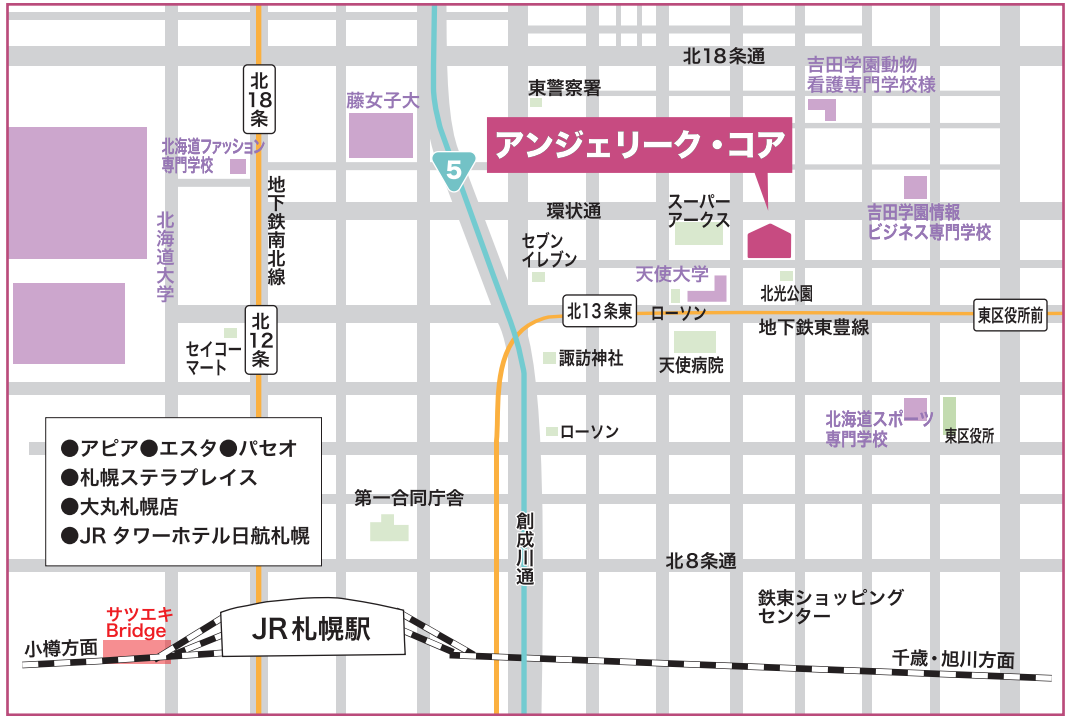 北18条通
吉田学園動物
看護専門学校様
北18条
東警察署
藤女子大
アンジェリーク・コア
北海道ファッション
専門学校
5
地下鉄南北線
北海道大学
環状通
スーパー
アークス
吉田学園情報
ビジネス専門学校
セブン
イレブン
天使大学
北光公園
北13条東
ローソン
東区役所前
地下鉄東豊線
北12条
セイコー
マート
諏訪神社
天使病院
北海道スポーツ
専門学校
東区役所
ローソン
●アピア●エスタ●パセオ
●札幌ステラプレイス
●大丸札幌店
●JR タワーホテル日航札幌
第一合同庁舎
創成川通
北8条通
鉄東ショッピング
センター
サツエキ
Bridge
JR札幌駅
小樽方面
千歳・旭川方面